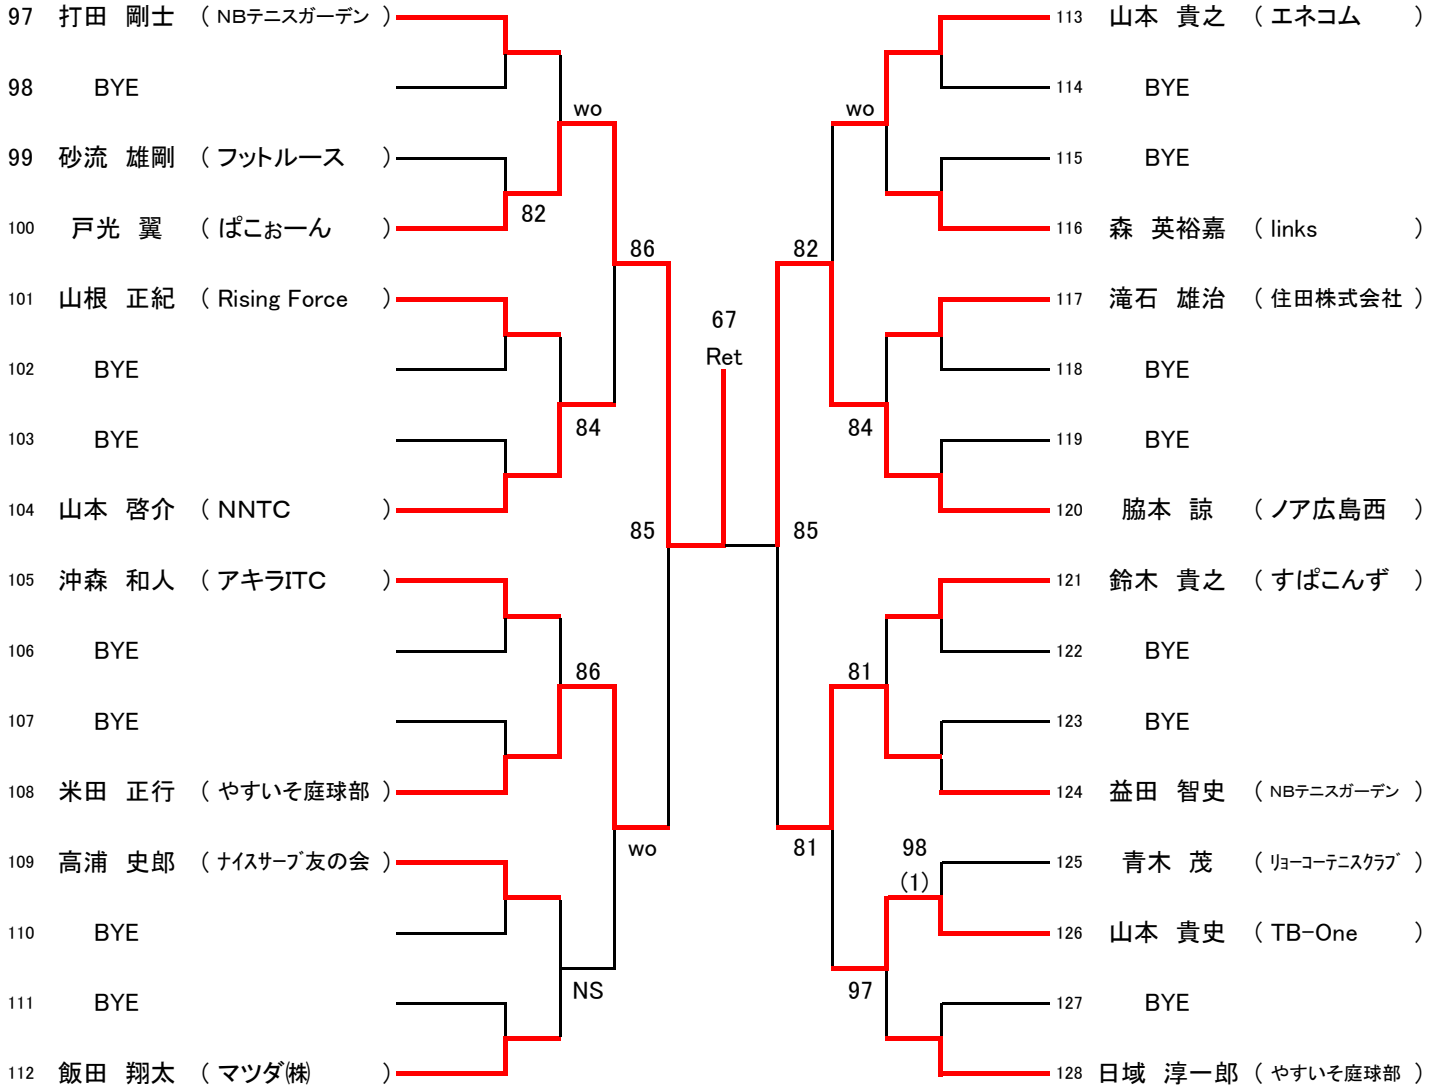 97 打田 剛士 （ NBテニスガーデン ）
98 BYE
99 砂流 雄剛 （ フットルース ）
100 戸光 翼 （ ぱこぉーん ）
101 山根 正紀 （ Rising Force ）
102 BYE
103 BYE
104 山本 啓介 （ NNTC ）
105 沖森 和人 （ アキラITC ）
106 BYE
107 BYE
108 米田 正行 （ やすいそ庭球部 ）
109 高浦 史郎 （ ﾅｲｽｻｰﾌﾞ友の会 ）
110 BYE
111 BYE
112 飯田 翔太 （ マツダ㈱ ）
wo
82
86
84
85
86
wo
NS
67
Ret
wo
82
84
85
81
81
98
(1)
97
113 山本 貴之 （ エネコム ）
114 BYE
115 BYE
116 森 英裕嘉 （ links ）
117 滝石 雄治 （ 住田株式会社 ）
118 BYE
119 BYE
120 脇本 諒 （ ノア広島西 ）
121 鈴木 貴之 （ すぱこんず ）
122 BYE
123 BYE
124 益田 智史 （ NBテニスガーデン ）
125 青木 茂 （ ﾘｮｰｺｰﾃﾆｽｸﾗﾌﾞ ）
126 山本 貴史 （ TB-One ）
127 BYE
128 日域 淳一郎 （ やすいそ庭球部 ）